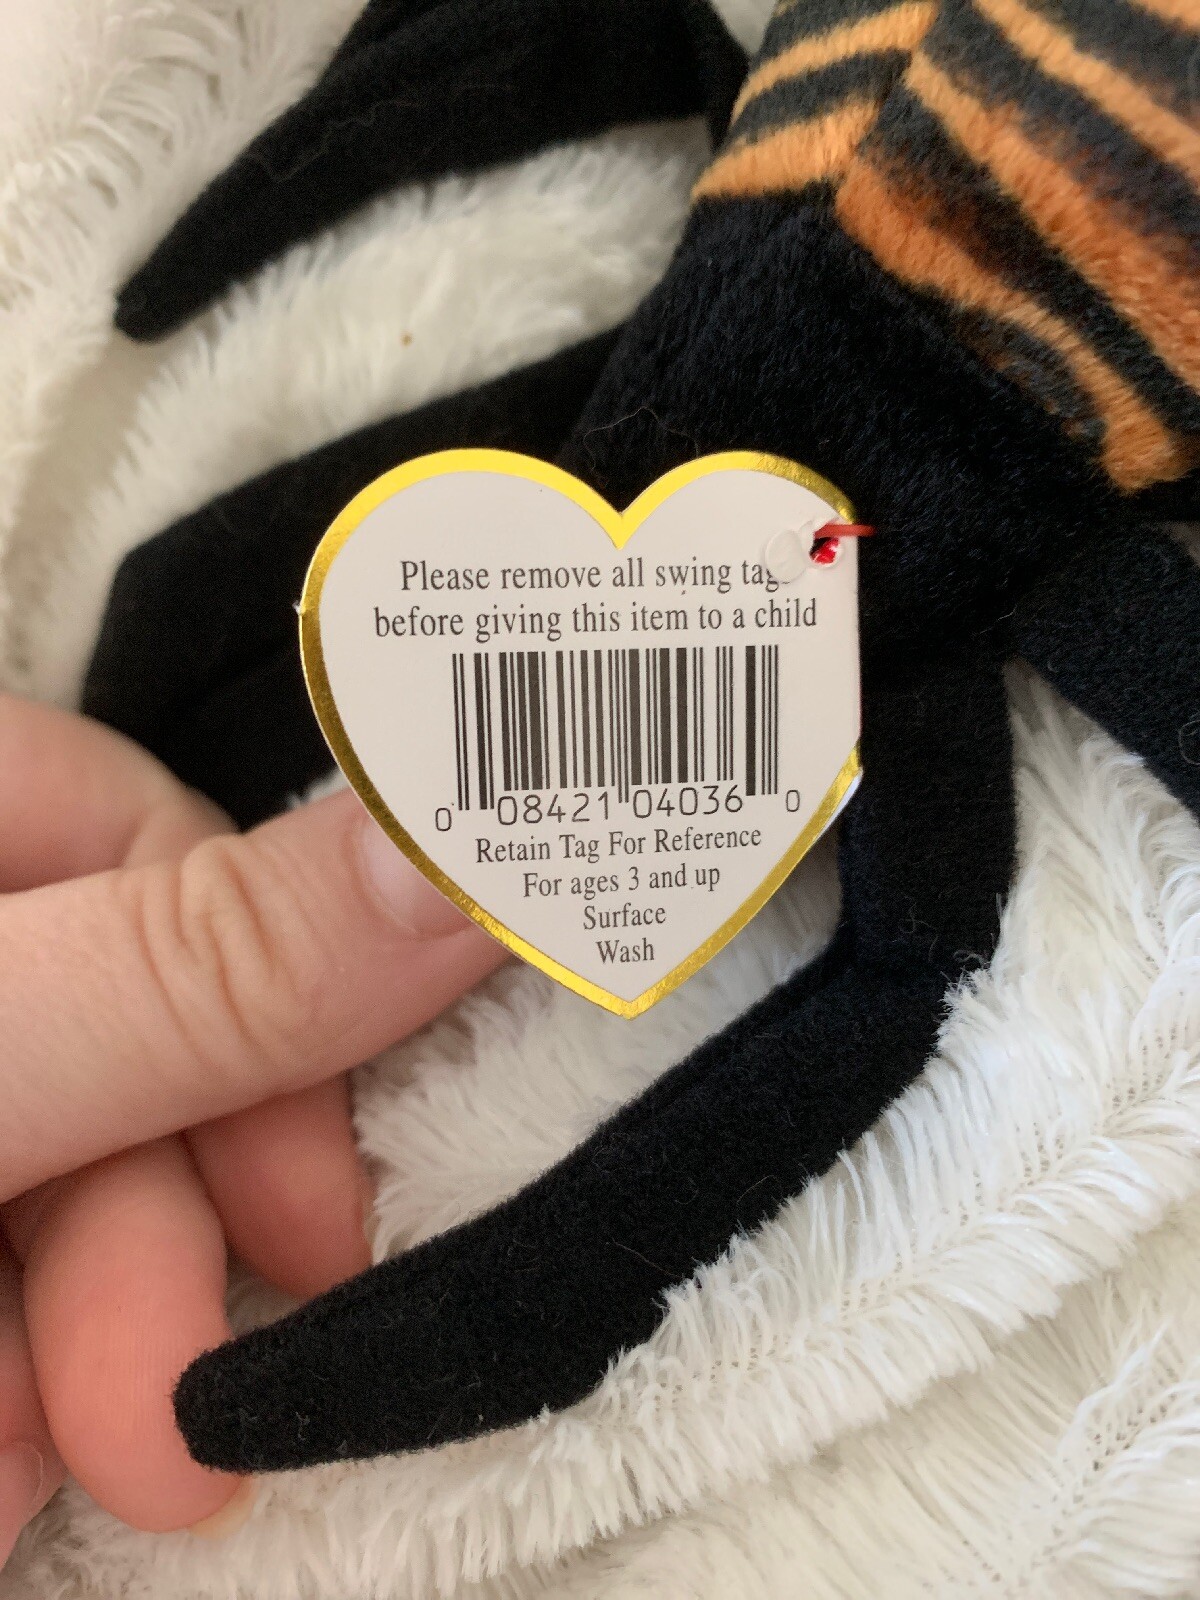 Please remove all swing tags
before giving this item to a child
0 08421 04036 0
Retain Tag For Reference
For ages 3 and up
Surface
Wash